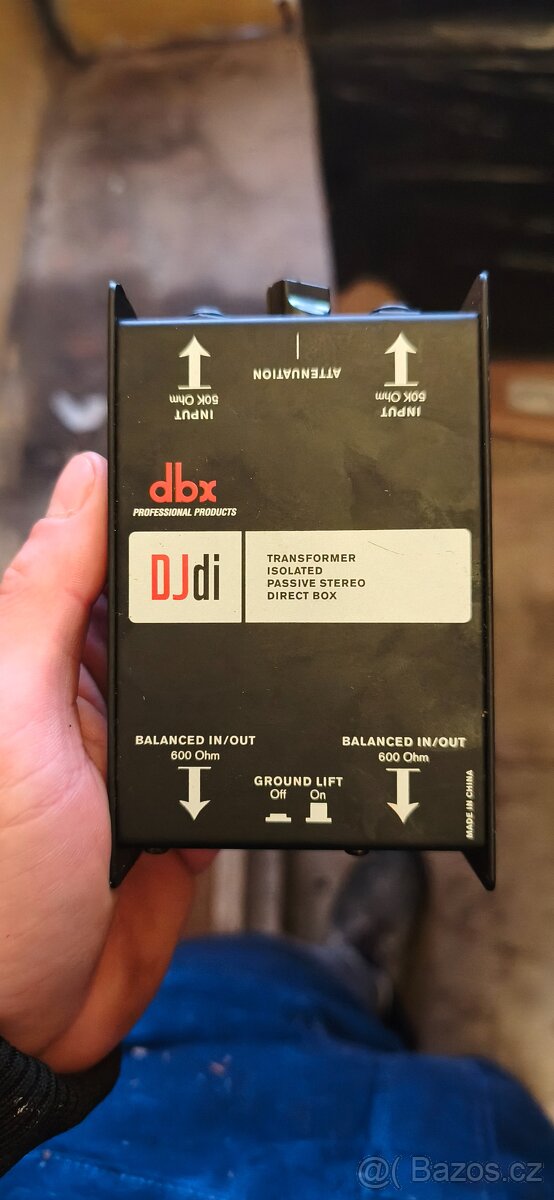 ATTENUATION
INPUT
50K Ohm
INPUT
50K Ohm
dbx
PROFESSIONAL PRODUCTS
DJdi
TRANSFORMER
ISOLATED
PASSIVE STEREO
DIRECT BOX
BALANCED IN/OUT
600 Ohm
BALANCED IN/OUT
600 Ohm
GROUND LIFT
Off On
MADE IN CHINA
@( Bazos.cz